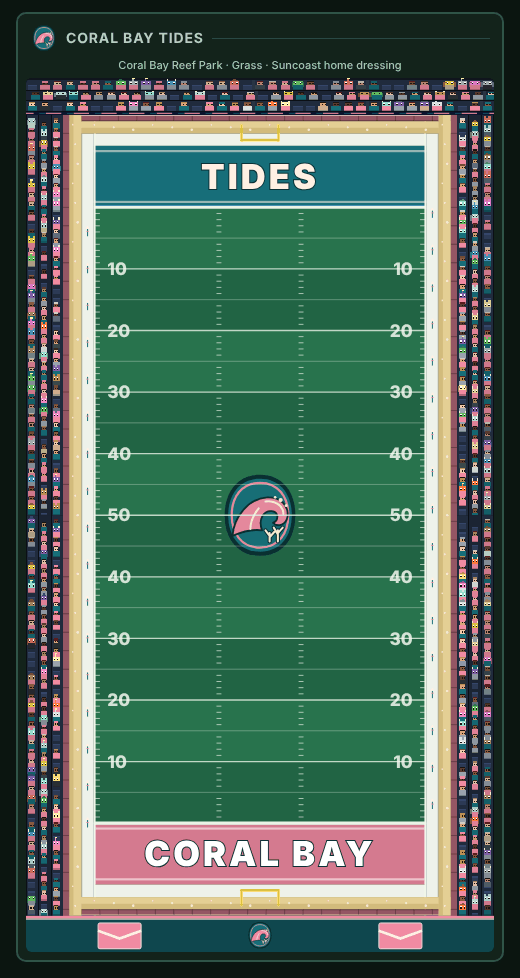 CORAL BAY TIDES
Coral Bay Reef Park · Grass · Suncoast home dressing
TIDES
10 10
20 20
30 30
40 40
50 50
40 40
30 30
20 20
10 10
CORAL BAY